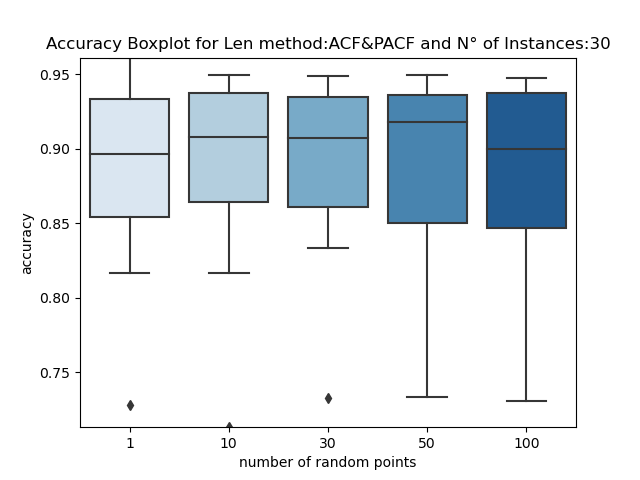 Accuracy Boxplot for Len method:ACF&PACF and N° of Instances:30
0.95
0.90
0.85
0.80
0.75
accuracy
1 10 30 50 100
number of random points